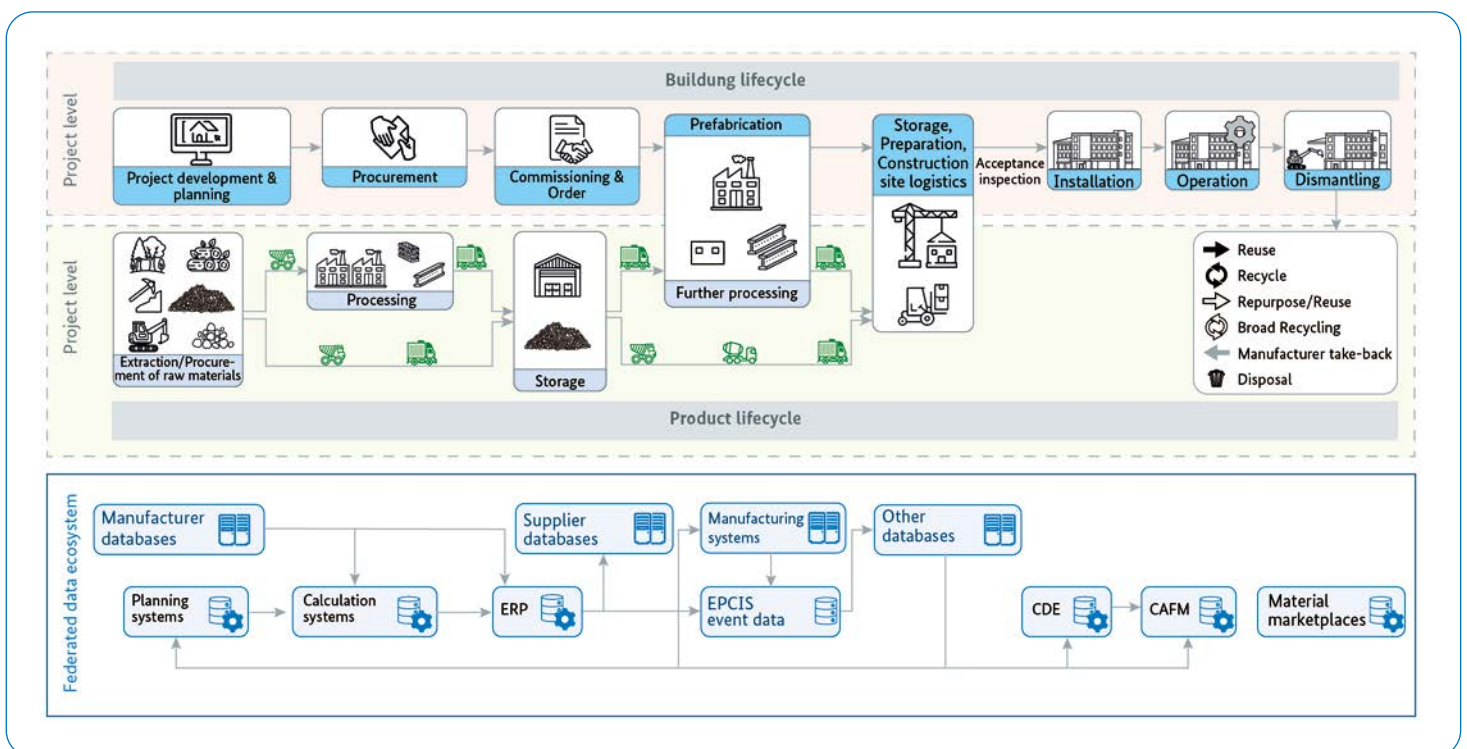 Project level
Buildung lifecycle
Project development &
planning
Procurement
Commissioning &
Order
Prefabrication
Storage,
Preparation,
Construction
site logistics
Acceptance
inspection
Installation
Operation
Dismantling
Project level
Extraction/Procure-
ment of raw materials
Processing
Storage
Further processing
Reuse
Recycle
Repurpose/Reuse
Broad Recycling
Manufacturer take-back
Disposal
Product lifecycle
Federated data ecosystem
Manufacturer
databases
Supplier
databases
Manufacturing
systems
Other
databases
Planning
systems
Calculation
systems
ERP
EPCIS
event data
CDE
CAFM
Material
marketplaces